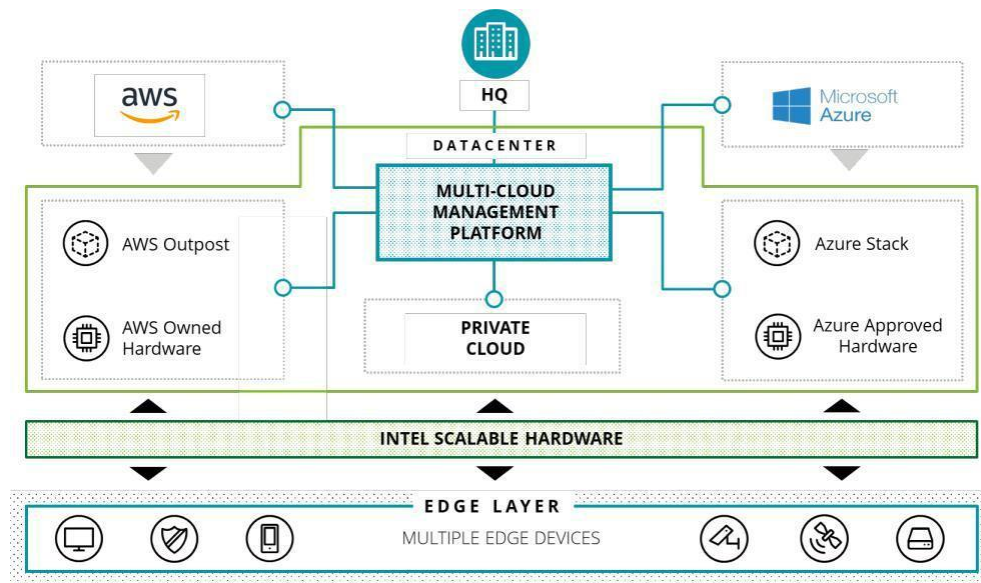 HQ
aws
Microsoft
Azure
DATACENTER
MULTI-CLOUD
MANAGEMENT
PLATFORM
AWS Outpost
AWS Owned
Hardware
PRIVATE
CLOUD
Azure Stack
Azure Approved
Hardware
INTEL SCALABLE HARDWARE
EDGE LAYER
MULTIPLE EDGE DEVICES